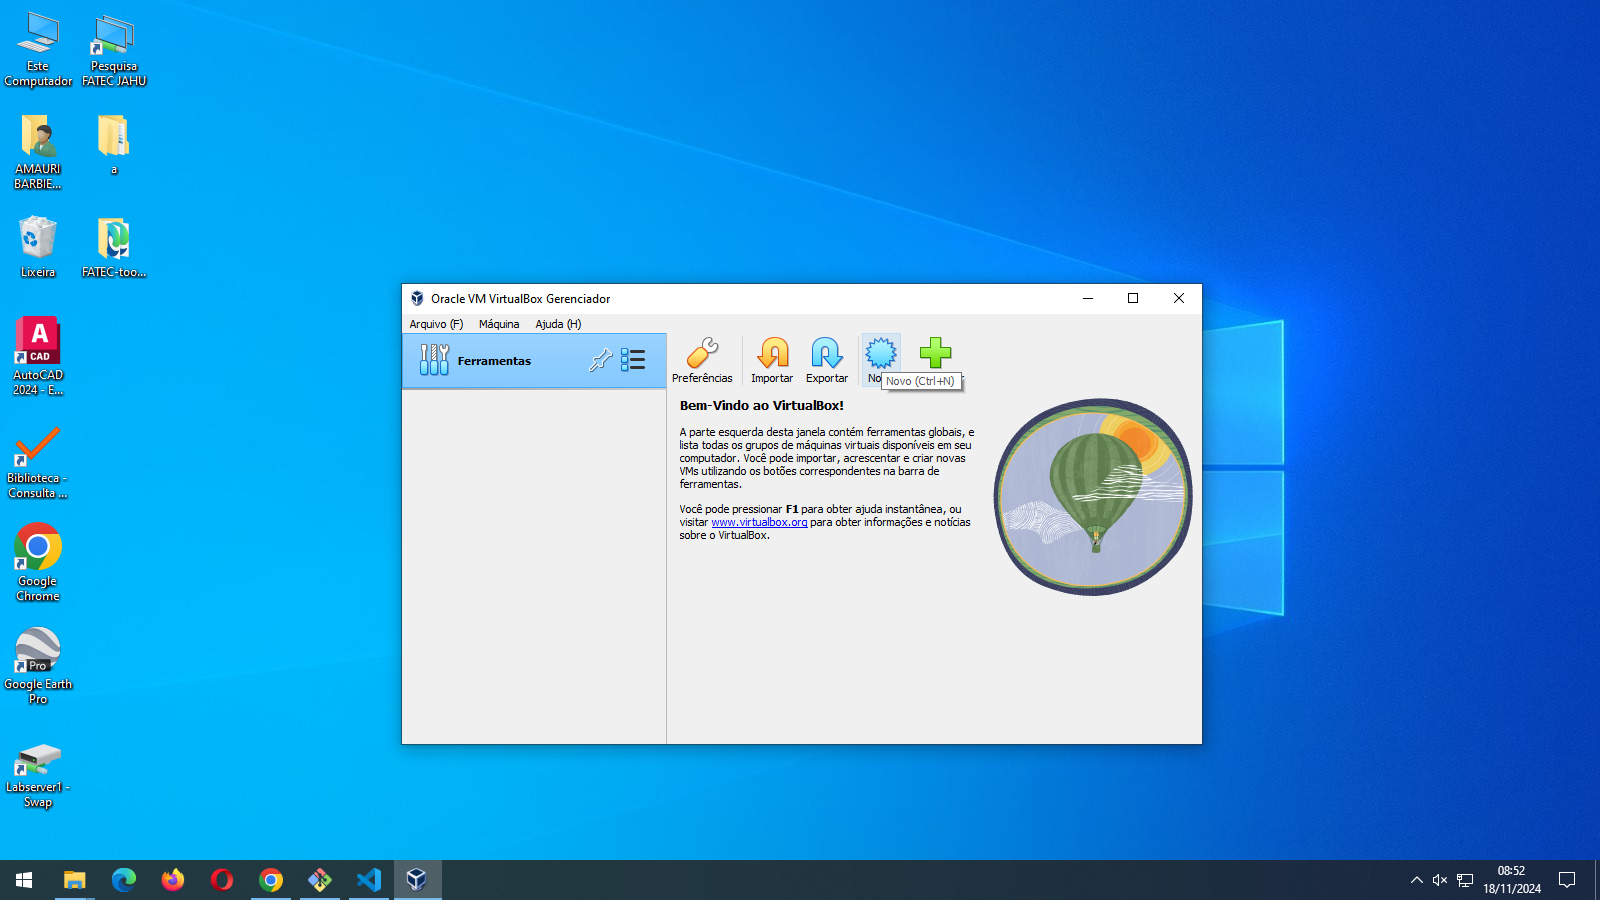 Este
Computador
Pesquisa
FATEC JAHU
AMAURI
BARBIE...
a
Lixeira
FATEC-too...
A
CAD
AutoCAD
2024 - E...
Biblioteca -
Consulta ...
Google
Chrome
Pro
Google Earth
Pro
Labserver1 -
Swap
Oracle VM VirtualBox Gerenciador
Arquivo (F) Máquina Ajuda (H)
Ferramentas
Preferências Importar Exportar
Novo (Ctrl+N)
Bem-Vindo ao VirtualBox!
A parte esquerda desta janela contém ferramentas globais, e
lista todas os grupos de máquinas virtuais disponíveis em seu
computador. Você pode importar, acrescentar e criar novas
VMs utilizando os botões correspondentes na barra de
ferramentas.
Você pode pressionar F1 para obter ajuda instantânea, ou
visitar www.virtualbox.org para obter informações e notícias
sobre o VirtualBox.
08:52
18/11/2024